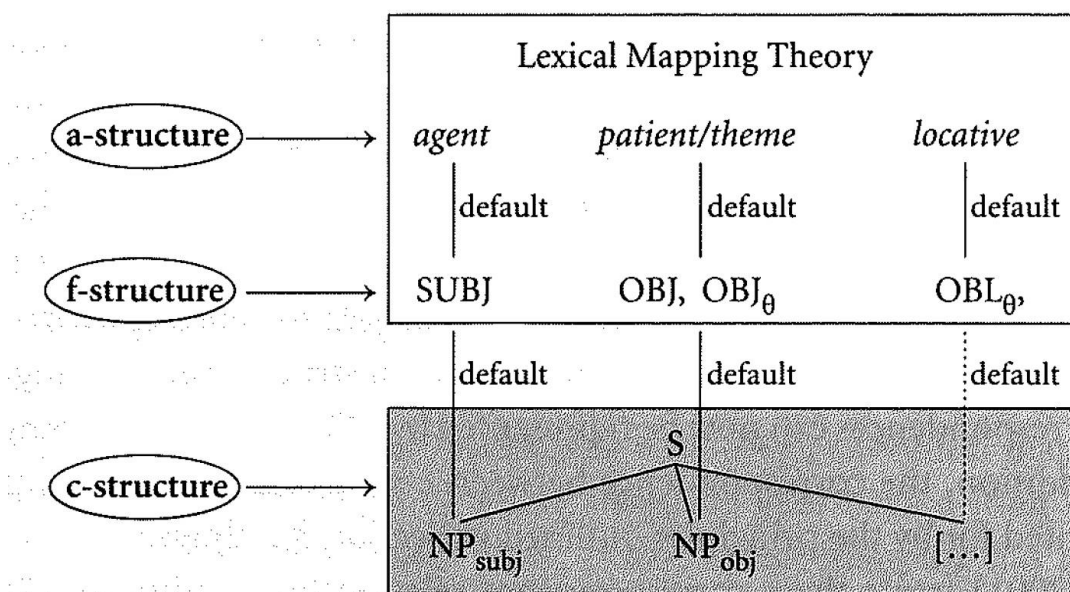 Lexical Mapping Theory
a-structure agent patient/theme locative
default default default
f-structure SUBJ OBJ, OBJθ OBLθ,
default default default
c-structure S
NPsubj NPobj [...]